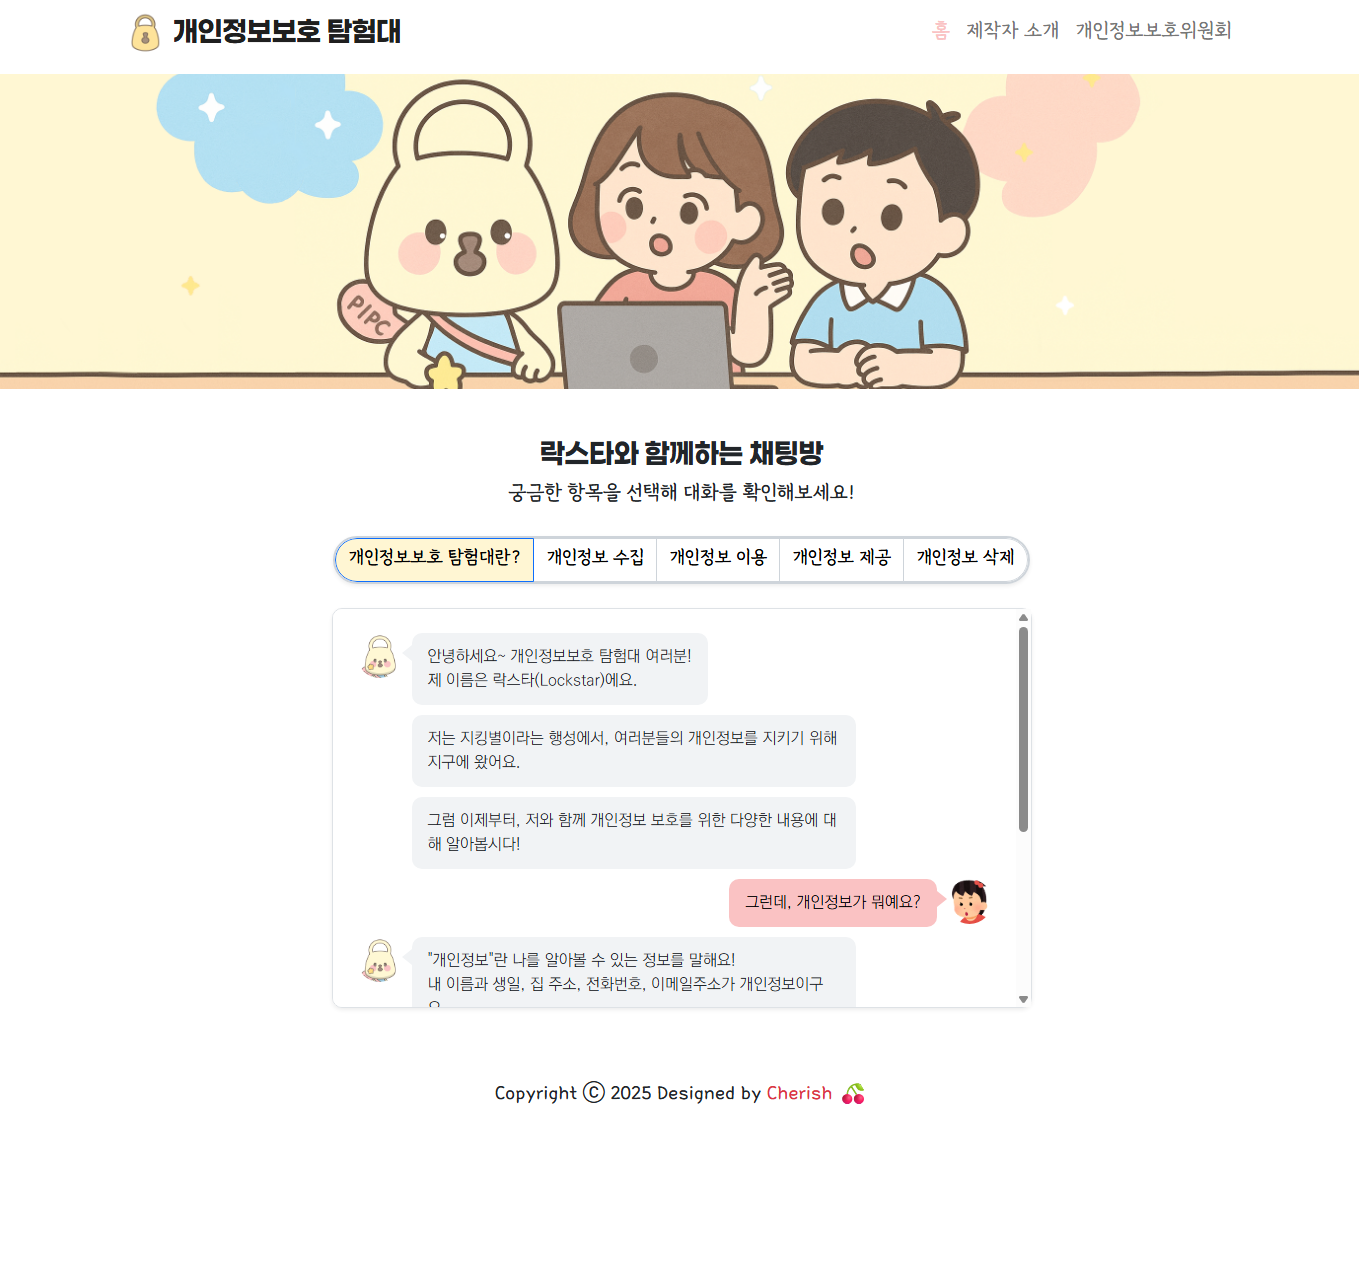 개인정보보호 탐험대
홈 제작자 소개 개인정보보호위원회
PIPC
락스타와 함께하는 채팅방
궁금한 항목을 선택해 대화를 확인해보세요!
개인정보보호 탐험대란? 개인정보 수집 개인정보 이용 개인정보 제공 개인정보 삭제
안녕하세요~ 개인정보보호 탐험대 여러분!
제 이름은 락스타(Lockstar)에요.
저는 지킹별이라는 행성에서, 여러분들의 개인정보를 지키기 위해
지구에 왔어요.
그럼 이제부터, 저와 함께 개인정보 보호를 위한 다양한 내용에 대
해 알아봅시다!
그런데, 개인정보가 뭐예요?
"개인정보"란 나를 알아볼 수 있는 정보를 말해요!
내 이름과 생일, 집 주소, 전화번호, 이메일주소가 개인정보이구
Copyright ⓒ 2025 Designed by Cherish